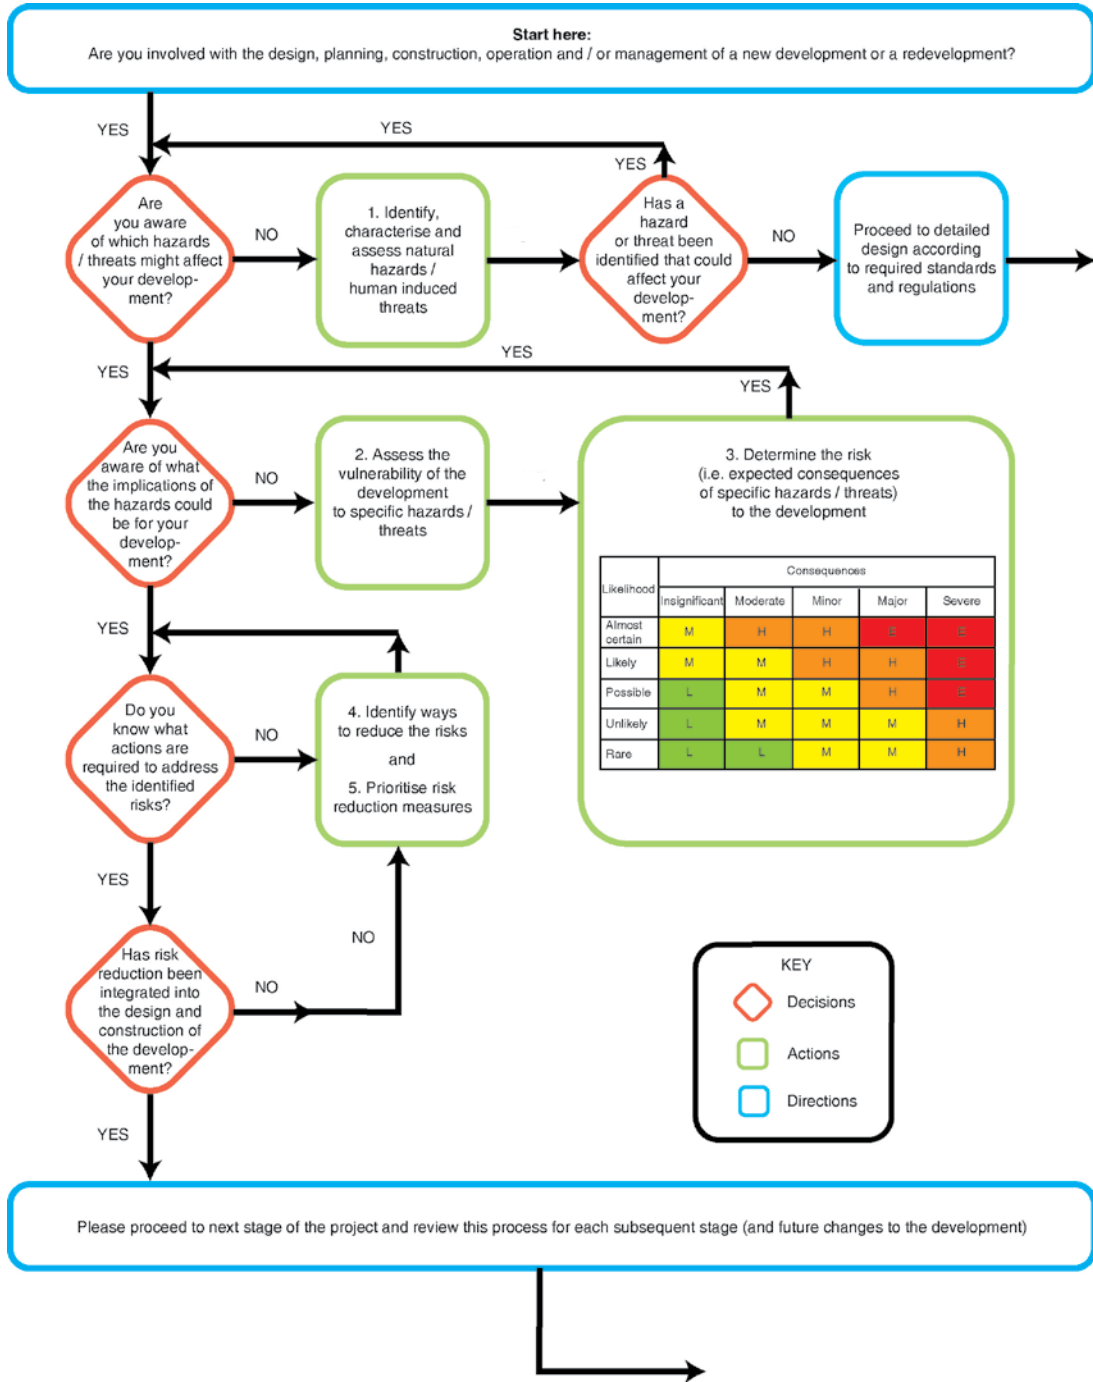 Start here:
Are you involved with the design, planning, construction, operation and / or management of a new development or a redevelopment?
YES
YES
YES
Are
you aware
of which hazards
/ threats might affect
your develop-
ment?
NO
1. Identify,
characterise and
assess natural
hazards /
human induced
threats
Has a
hazard
or threat been
identified that could
affect your
develop-
ment?
NO
Proceed to detailed
design according
to required standards
and regulations
YES
YES
YES
Are you
aware of what
the implications of
the hazards could
be for your
develop-
ment?
NO
2. Assess the
vulnerability of the
development
to specific hazards /
threats
3. Determine the risk
(i.e. expected consequences
of specific hazards / threats)
to the development
Likelihood
Consequences
Insignificant Moderate Minor Major Severe
Almost
certain
M H H E E
Likely M M H H E
Possible L M M H E
Unlikely L M M M H
Rare L L M M H
YES
Do you
know what
actions are
required to address
the identified
risks?
NO
4. Identify ways
to reduce the risks
and
5. Prioritise risk
reduction measures
YES
NO
Has risk
reduction been
integrated into
the design and
construction of
the develop-
ment?
NO
KEY
Decisions
Actions
Directions
YES
Please proceed to next stage of the project and review this process for each subsequent stage (and future changes to the development)